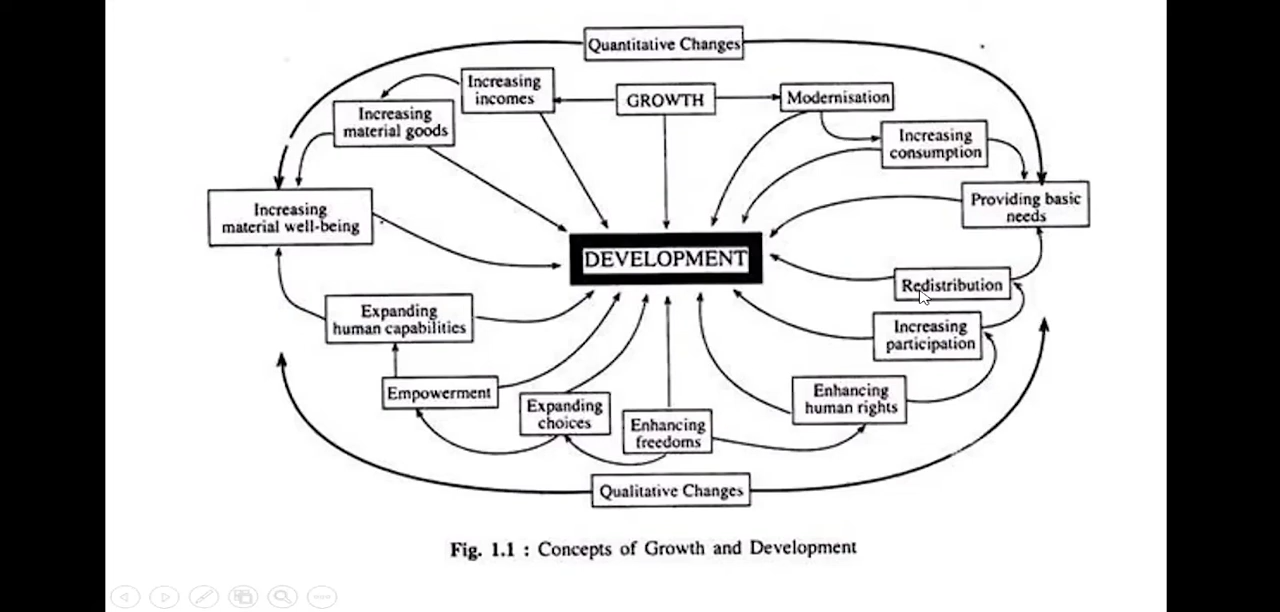 Quantitative Changes
Increasing
incomes
GROWTH
Modernisation
Increasing
material goods
Increasing
consumption
Increasing
material well-being
Providing basic
needs
DEVELOPMENT
Redistribution
Expanding
human capabilities
Increasing
participation
Empowerment
Expanding
choices
Enhancing
freedoms
Enhancing
human rights
Qualitative Changes
Fig. 1.1 : Concepts of Growth and Development